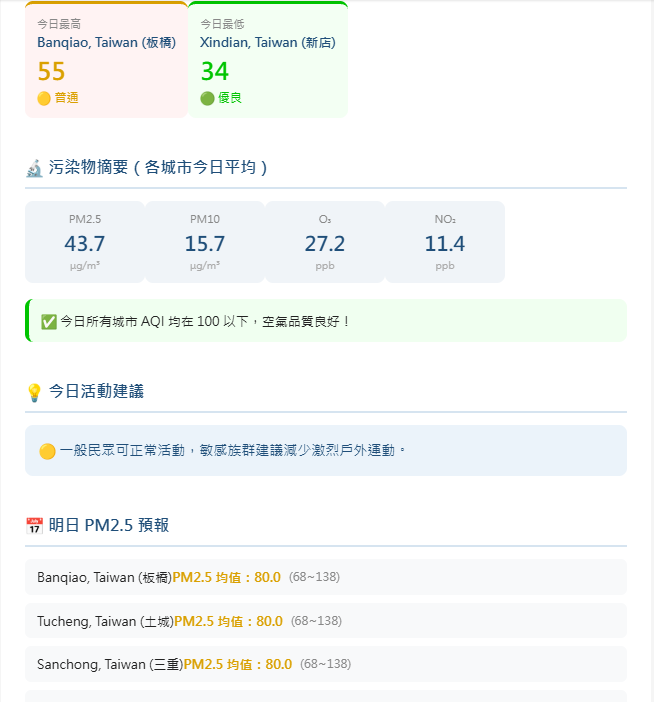 今日最高
Banqiao, Taiwan (板橋)
55
🟡 普通
今日最低
Xindian, Taiwan (新店)
34
🟢 優良
🔬 污染物摘要（各城市今日平均）
PM2.5
43.7
μg/m³
PM10
15.7
μg/m³
O₃
27.2
ppb
NO₂
11.4
ppb
✅ 今日所有城市 AQI 均在 100 以下，空氣品質良好！
💡 今日活動建議
🟡 一般民眾可正常活動，敏感族群建議減少激烈戶外運動。
📅 明日 PM2.5 預報
Banqiao, Taiwan (板橋)PM2.5 均值：80.0 (68~138)
Tucheng, Taiwan (土城)PM2.5 均值：80.0 (68~138)
Sanchong, Taiwan (三重)PM2.5 均值：80.0 (68~138)